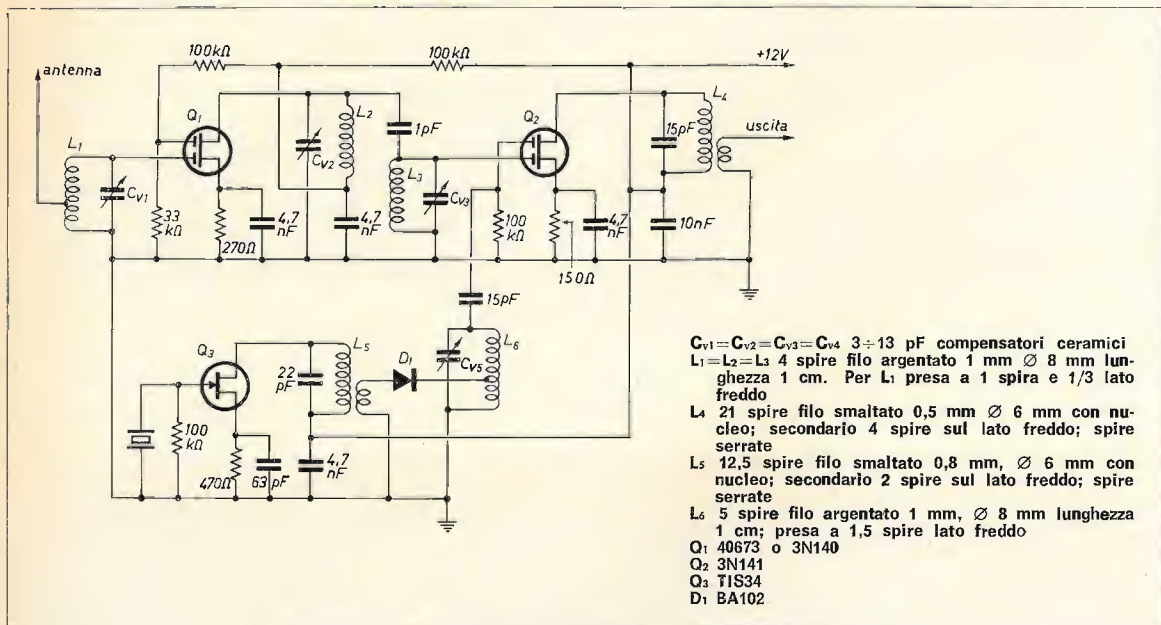 100kΩ
100kΩ
+12V
antenna
L1
Q1
CV1
33 kΩ
270Ω
4,7 nF
CV2
L2
4,7 nF
1pF
L3
CV3
Q2
100 kΩ
150Ω
4,7 nF
15pF
L4
uscita
10nF
15pF
Q3
100 kΩ
470Ω
63pF
22 pF
4,7 nF
L5
D1
CV5
L6
Cv1=Cv2=Cv3=Cv4 3÷13 pF compensatori ceramici
L1=L2=L3 4 spire filo argentato 1 mm Ø 8 mm lun-
ghezza 1 cm. Per L1 presa a 1 spira e 1/3 lato
freddo
L4 21 spire filo smaltato 0,5 mm Ø 6 mm con nu-
cleo; secondario 4 spire sul lato freddo; spire
serrate
L5 12,5 spire filo smaltato 0,8 mm, Ø 6 mm con
nucleo; secondario 2 spire sul lato freddo; spire
serrate
L6 5 spire filo argentato 1 mm, Ø 8 mm lunghezza
1 cm; presa a 1,5 spire lato freddo
Q1 40673 o 3N140
Q2 3N141
Q3 TIS34
D1 BA102